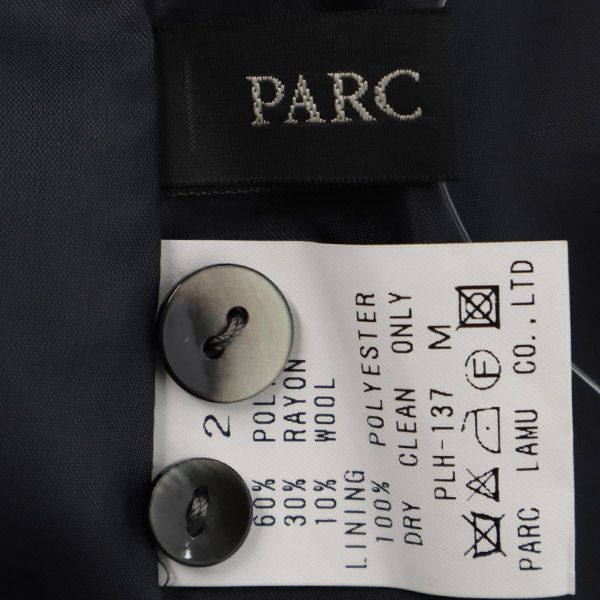 PARC
2
60%
30% RAYON
10% WOOL
LINING
100% POLYESTER
DRY CLEAN ONLY
PLH-137 M
F
PARC LAMU CO., LTD